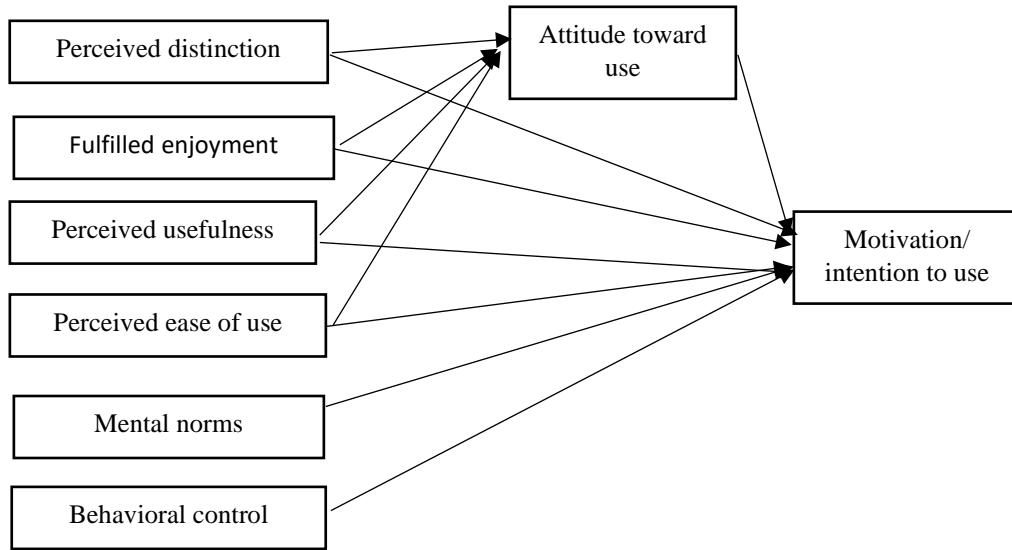 Perceived distinction
Attitude toward
use
Fulfilled enjoyment
Perceived usefulness
Motivation/
intention to use
Perceived ease of use
Mental norms
Behavioral control